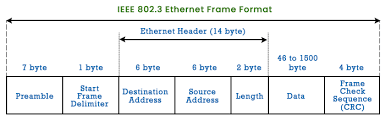 IEEE 802.3 Ethernet Frame Format
Ethernet Header (14 byte)
7 byte
1 byte
6 byte
6 byte
2 byte
46 to 1500
byte
4 byte
Preamble
Start
Frame
Delimiter
Destination
Address
Source
Address
Length
Data
Frame
Check
Sequence
(CRC)